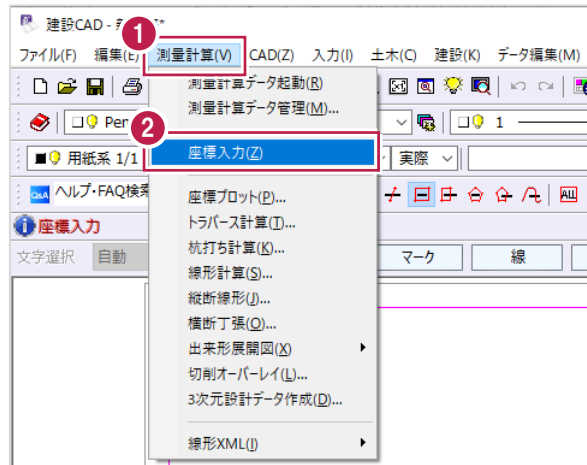 建設CAD - 新
1
ファイル(F) 編集(E) 測量計算(V) CAD(Z) 入力(I) 土木(C) 建設(K) データ編集(M)
測量計算データ起動(R)
測量計算データ管理(M)...
Pen
1
2
座標入力(Z)
用紙系 1/1
実際
ヘルプ・FAQ検索
座標プロット(P)...
ALL
座標入力
トラバース計算(T)...
文字選択 自動
杭打ち計算(K)...
マーク 線
線形計算(S)...
縦断線形(J)...
横断丁張(O)...
出来形展開図(X)
切削オーバーレイ(L)...
3次元設計データ作成(D)...
線形XML(I)